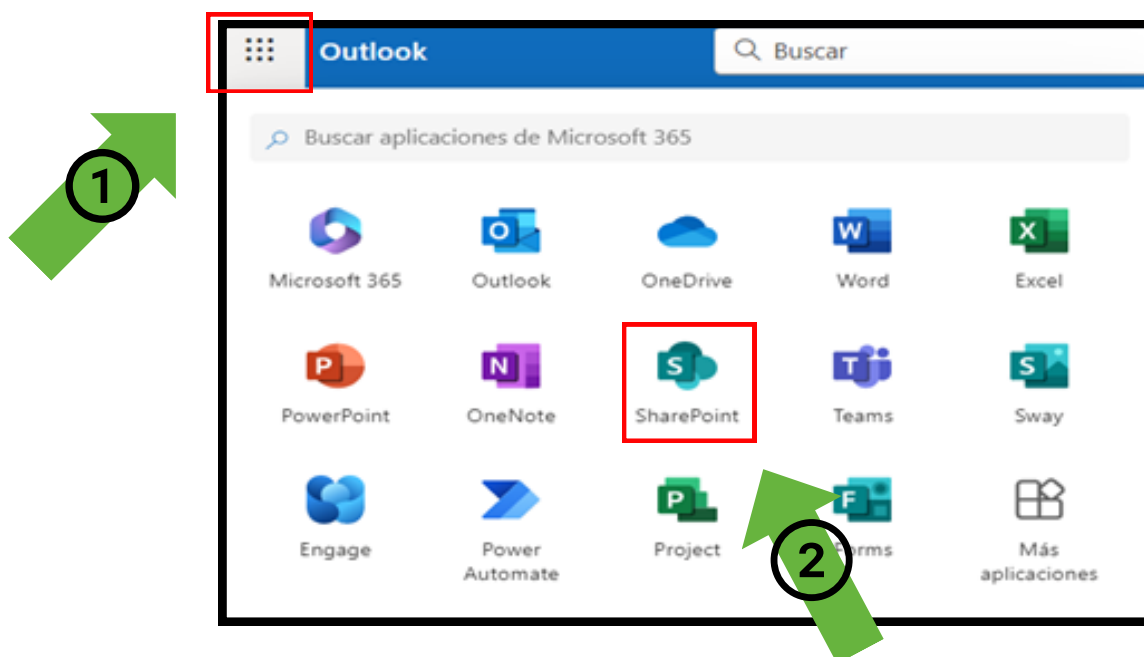 Outlook
Buscar
Buscar aplicaciones de Microsoft 365
1
O
W
X
Microsoft 365
Outlook
OneDrive
Word
Excel
P
N
S
T
S
PowerPoint
OneNote
SharePoint
Teams
Sway
P
F
2
Engage
Power
Automate
Project
Forms
Más
aplicaciones